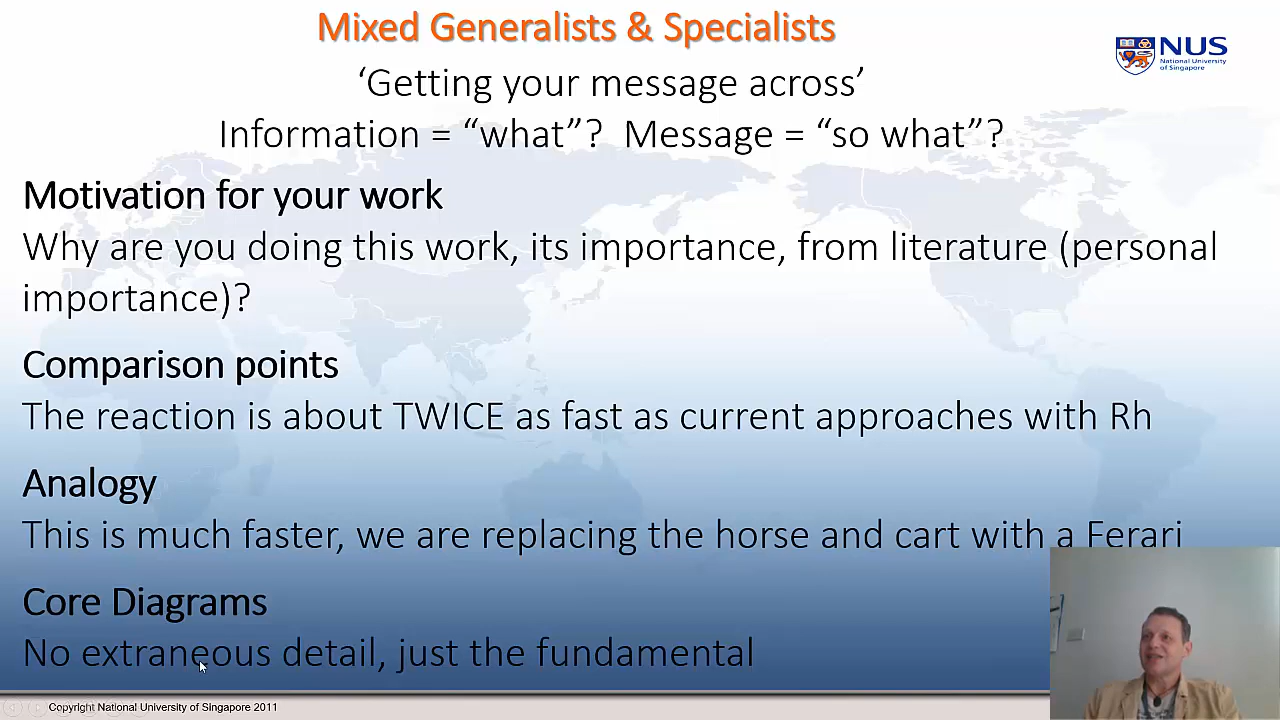 Mixed Generalists & Specialists
NUS
National University
of Singapore
‘Getting your message across’
Information = “what”? Message = “so what”?
Motivation for your work
Why are you doing this work, its importance, from literature (personal
importance)?
Comparison points
The reaction is about TWICE as fast as current approaches with Rh
Analogy
This is much faster, we are replacing the horse and cart with a Ferari
Core Diagrams
No extraneous detail, just the fundamental
Copyright National University of Singapore 2011